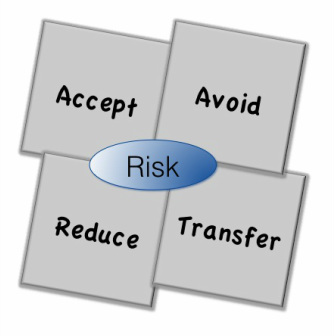 Accept
Avoid
Risk
Reduce
Transfer